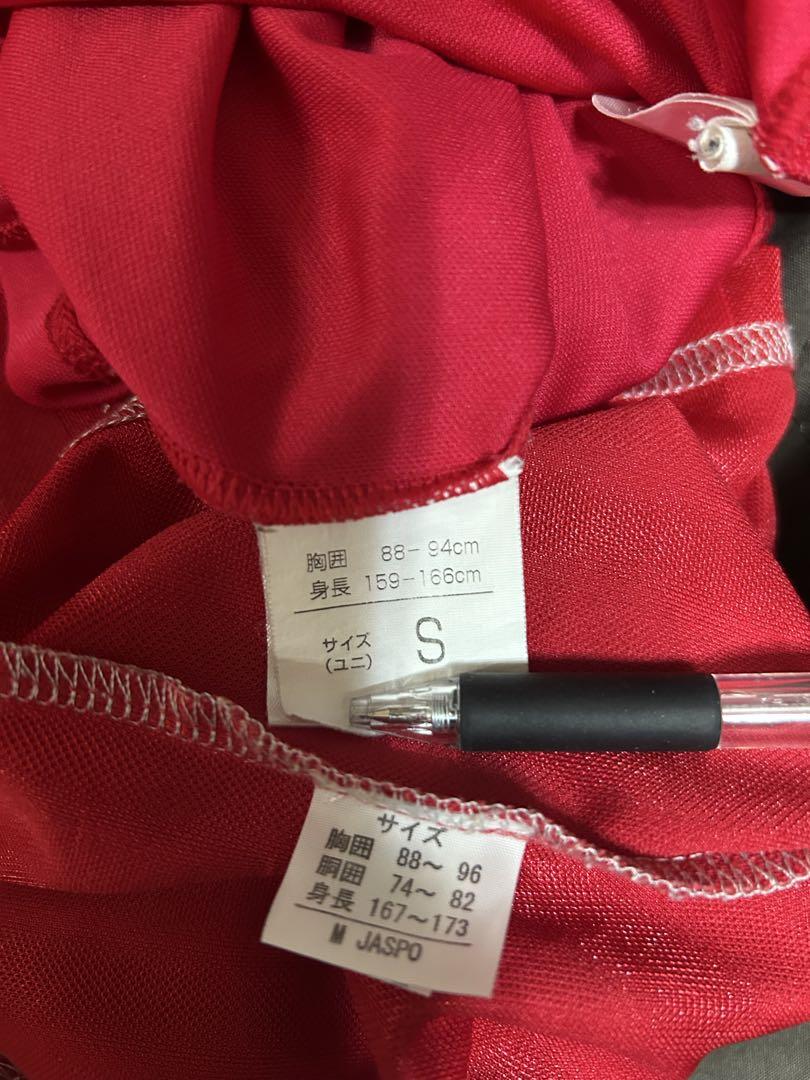 胸囲 88-94cm
身長 159-166cm
サイズ
(ユニ) S
サイズ
胸囲 88~ 96
胴囲 74~ 82
身長 167~173
M JASPO